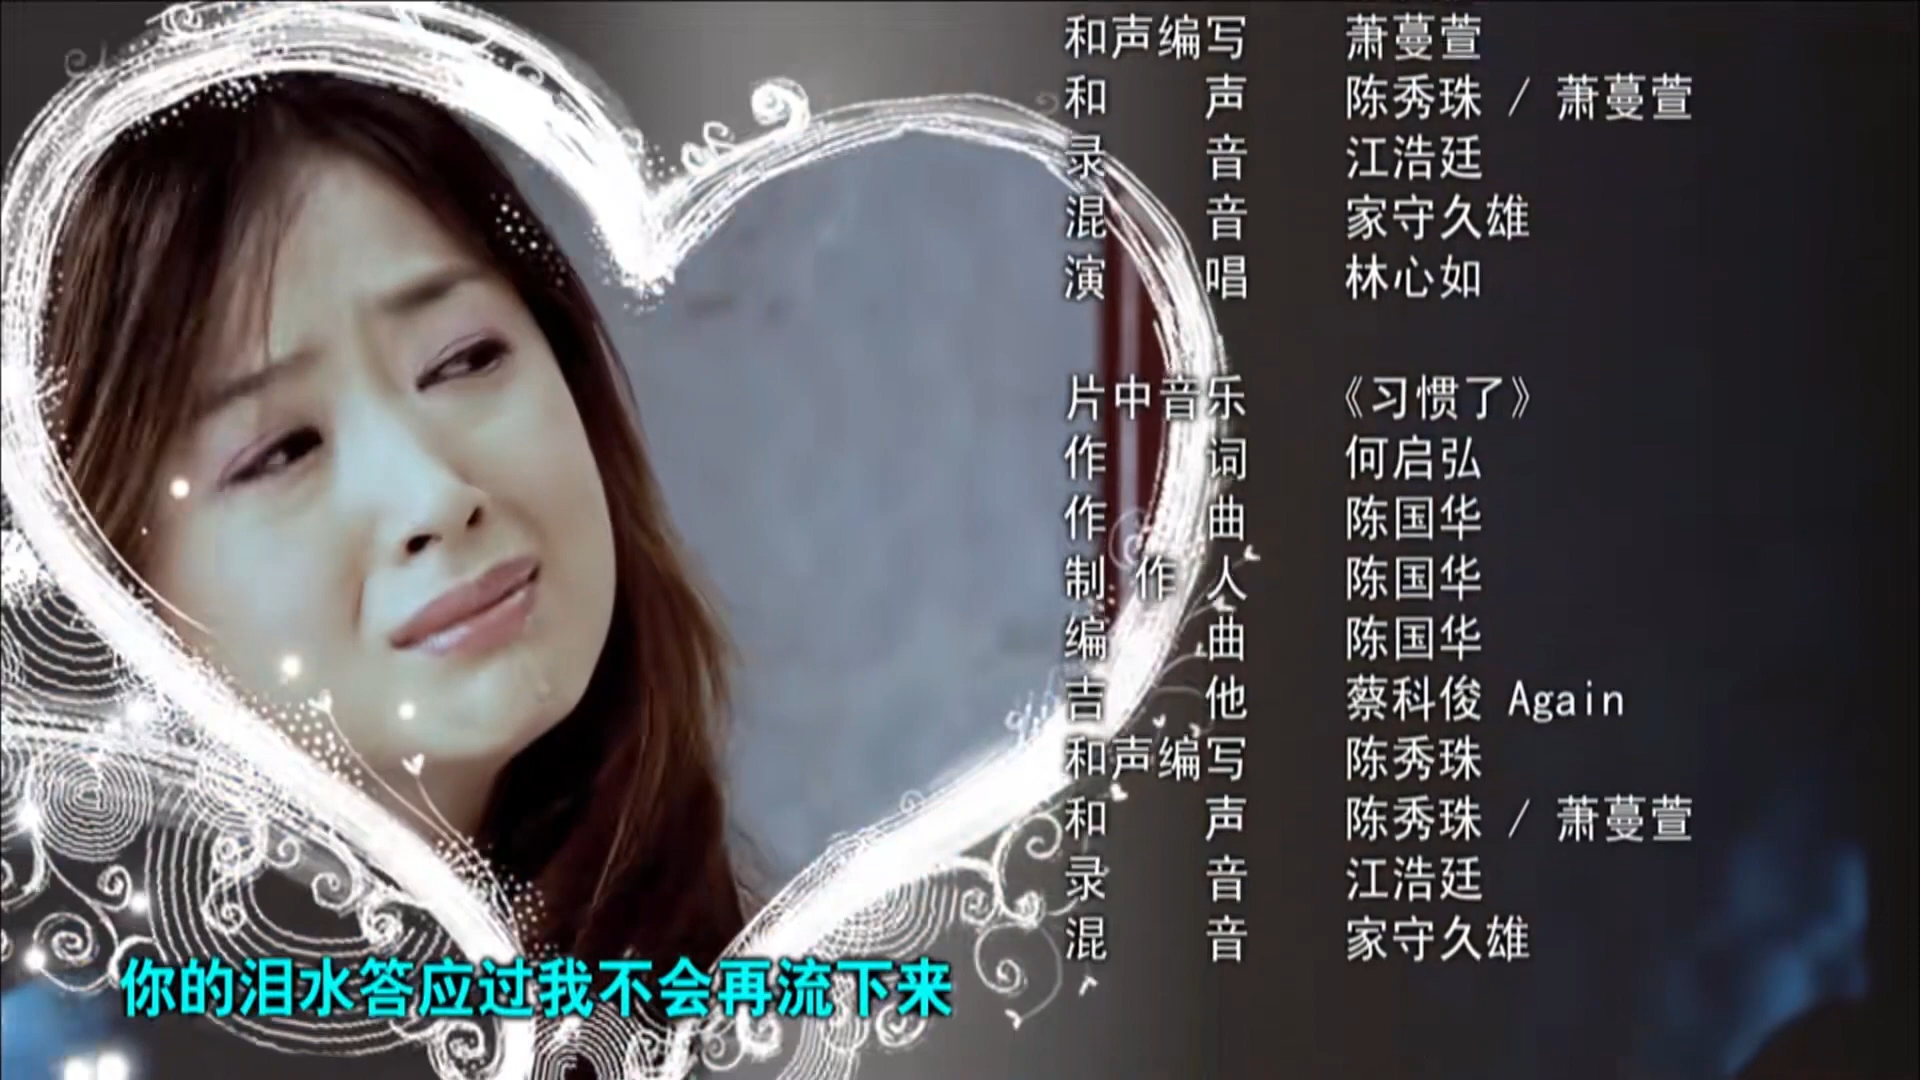 和声编写 萧蔓萱
和声 陈秀珠 / 萧蔓萱
录音 江浩廷
混音 家守久雄
演唱 林心如
片中音乐 《习惯了》
作词 何启弘
作曲 陈国华
制作人 陈国华
编曲 陈国华
吉他 蔡科俊 Again
和声编写 陈秀珠
和声 陈秀珠 / 萧蔓萱
录音 江浩廷
混音 家守久雄
你的泪水答应过我不会再流下来